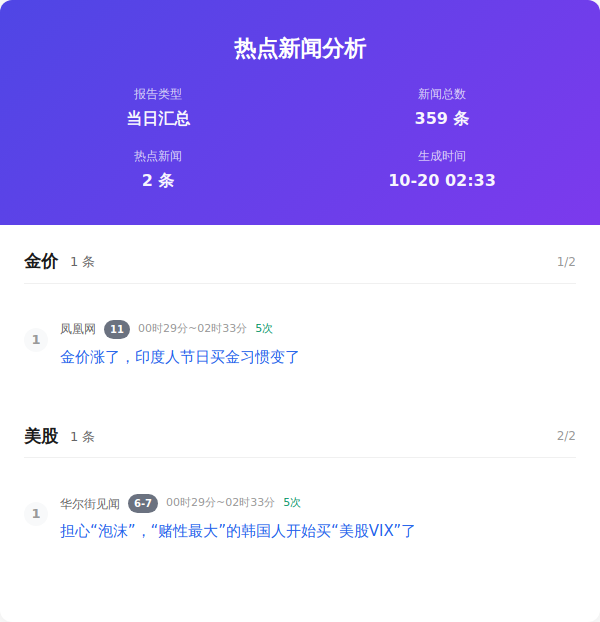 热点新闻分析
报告类型
当日汇总
新闻总数
359 条
热点新闻
2 条
生成时间
10-20 02:33
金价 1 条 1/2
1
凤凰网 11 00时29分~02时33分 5次
金价涨了，印度人节日买金习惯变了
美股 1 条 2/2
1
华尔街见闻 6-7 00时29分~02时33分 5次
担心“泡沫”，“赌性最大”的韩国人开始买“美股VIX”了